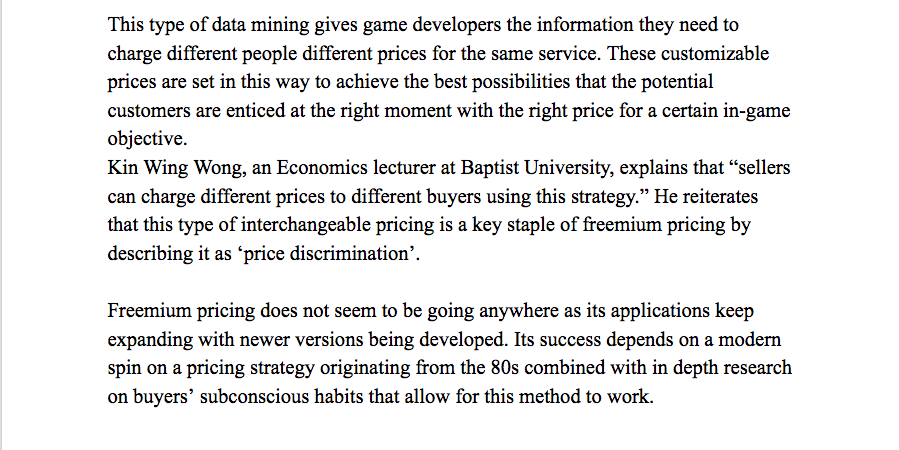 This type of data mining gives game developers the information they need to
charge different people different prices for the same service. These customizable
prices are set in this way to achieve the best possibilities that the potential
customers are enticed at the right moment with the right price for a certain in-game
objective.
Kin Wing Wong, an Economics lecturer at Baptist University, explains that “sellers
can charge different prices to different buyers using this strategy.” He reiterates
that this type of interchangeable pricing is a key staple of freemium pricing by
describing it as ‘price discrimination’.
Freemium pricing does not seem to be going anywhere as its applications keep
expanding with newer versions being developed. Its success depends on a modern
spin on a pricing strategy originating from the 80s combined with in depth research
on buyers’ subconscious habits that allow for this method to work.